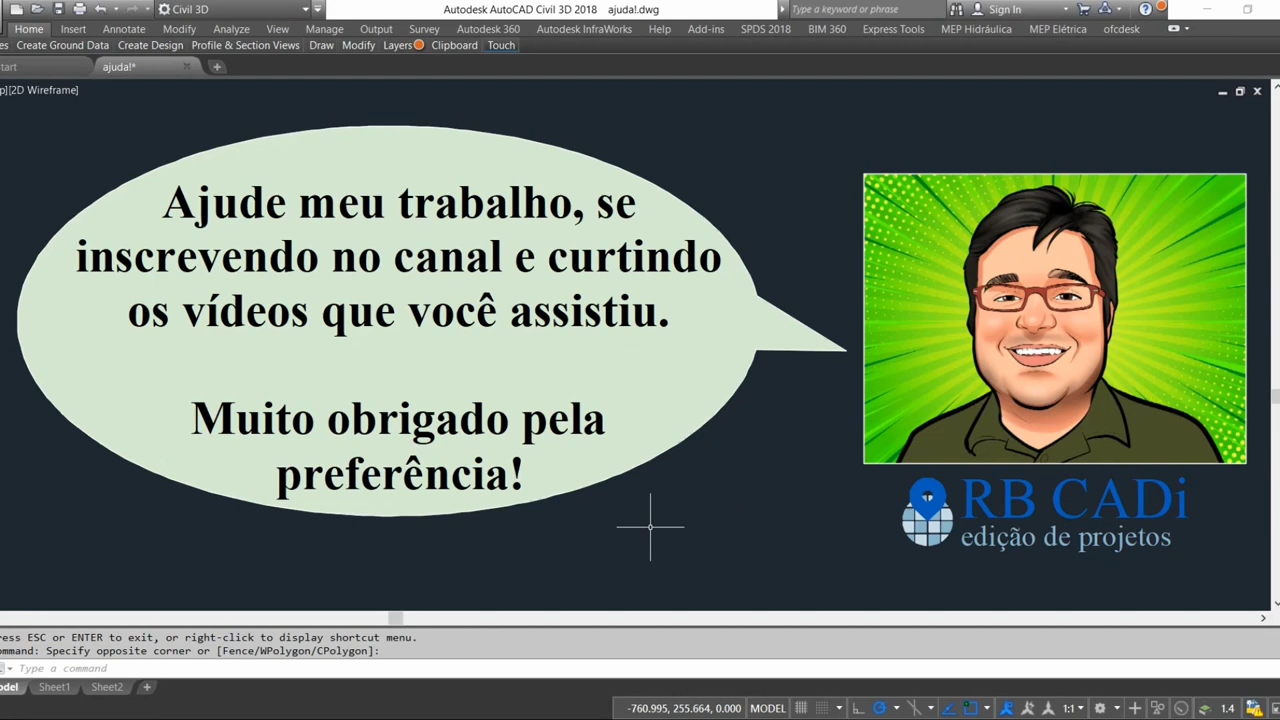 Civil 3D
Autodesk AutoCAD Civil 3D 2018 ajuda!.dwg
Type a keyword or phrase
Sign In
Home Insert Annotate Modify Analyze View Manage Output Survey Autodesk 360 Autodesk InfraWorks Help Add-ins SPDS 2018 BIM 360 Express Tools MEP Hidráulica MEP Elétrica ofcdesk
es Create Ground Data Create Design Profile & Section Views Draw Modify Layers Clipboard Touch
tart ajuda!*
p][2D Wireframe]
Ajude meu trabalho, se
inscrevendo no canal e curtindo
os vídeos que você assistiu.
Muito obrigado pela
preferência!
RB CADi
edição de projetos
ress ESC or ENTER to exit, or right-click to display shortcut menu.
ommand: Specify opposite corner or [Fence/WPolygon/CPolygon]:
Type a command
odel Sheet1 Sheet2
-760.995, 255.664, 0.000 MODEL 1:1 1.4